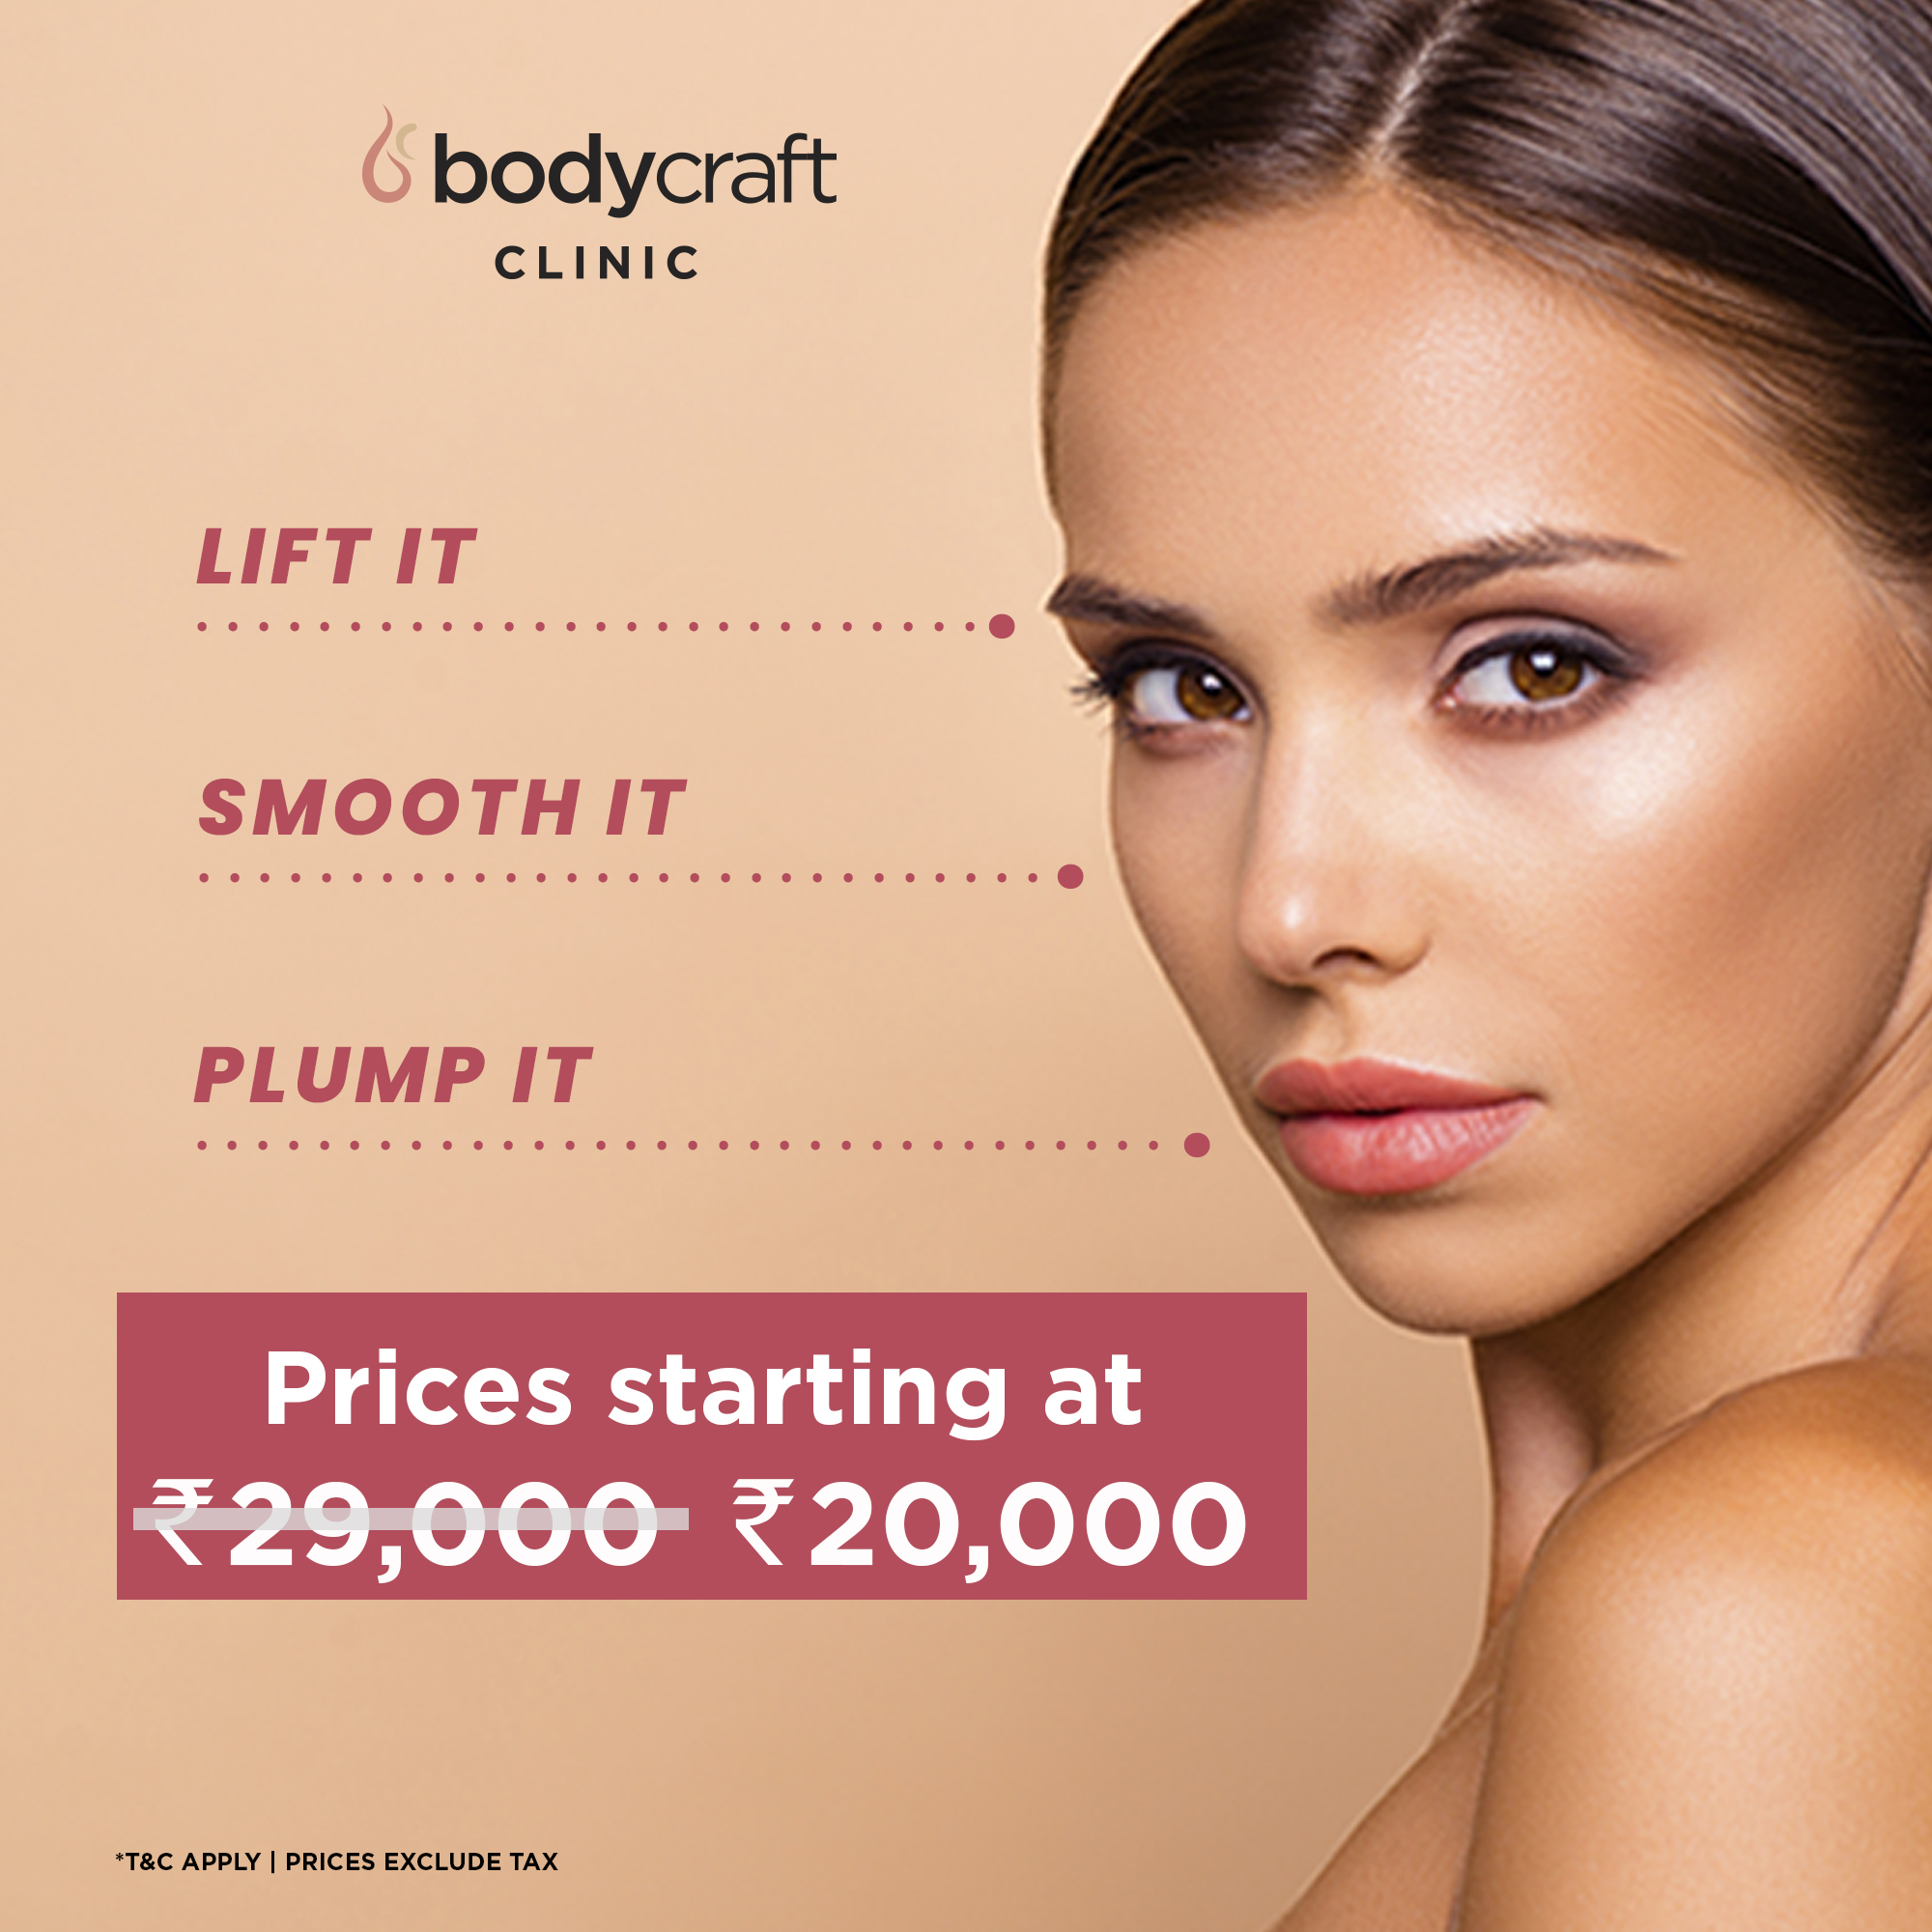 bodycraft
CLINIC
LIFT IT
SMOOTH IT
PLUMP IT
Prices starting at
₹29,000 ₹20,000
*T&C APPLY | PRICES EXCLUDE TAX